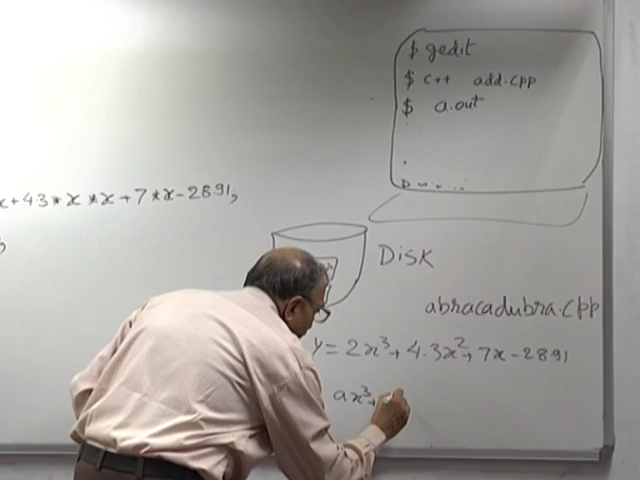 $ gedit
$ c++ add.cpp
$ a.out
x+43*x*x+7*x-2891;
Disk
abracadubra.cpp
y=2x³+4.3x²+7x-2891
ax³+